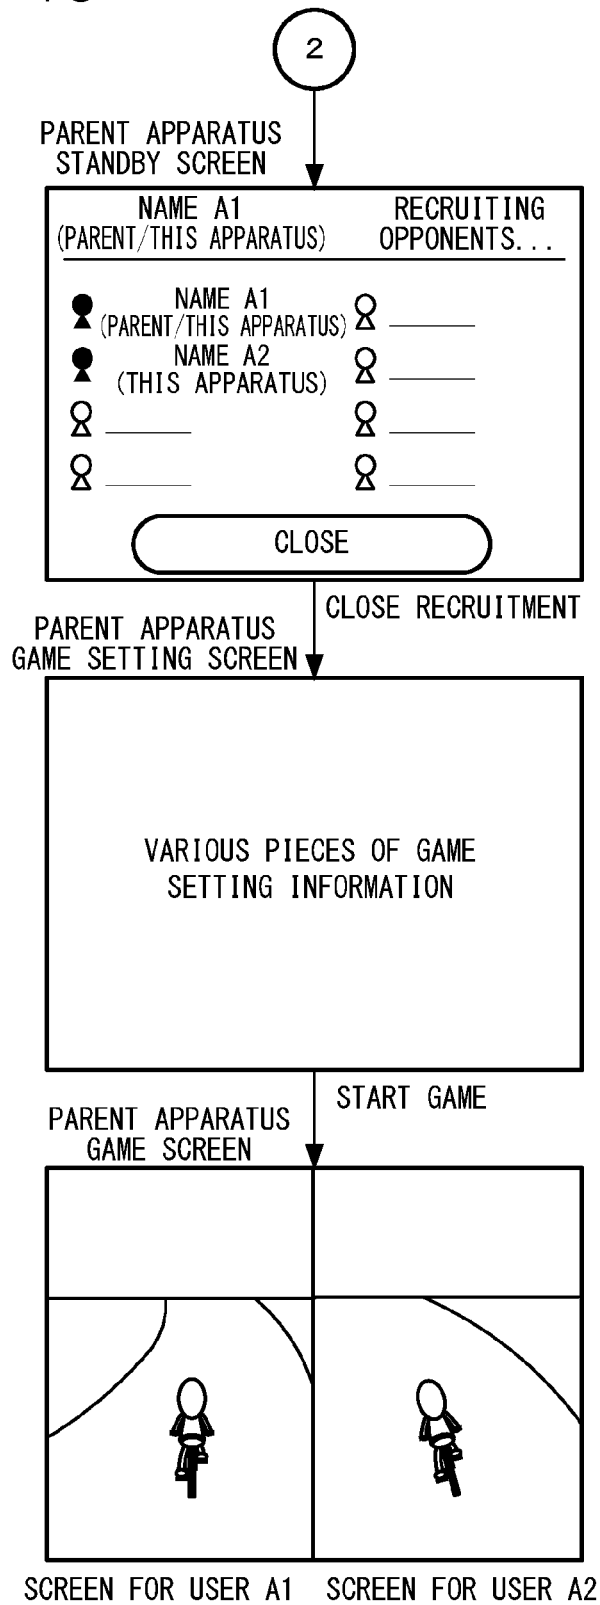 2
PARENT APPARATUS
STANDBY SCREEN
NAME A1
(PARENT/THIS APPARATUS)
RECRUITING
OPPONENTS...
NAME A1
(PARENT/THIS APPARATUS)
NAME A2
(THIS APPARATUS)
CLOSE
CLOSE RECRUITMENT
PARENT APPARATUS
GAME SETTING SCREEN
VARIOUS PIECES OF GAME
SETTING INFORMATION
START GAME
PARENT APPARATUS
GAME SCREEN
SCREEN FOR USER A1
SCREEN FOR USER A2